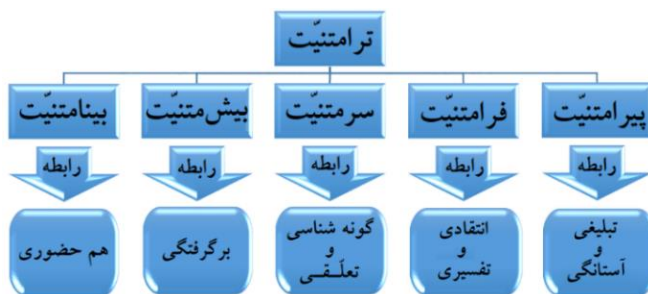 ترامتنیّت
پیرامتنیّت
فرامتنیّت
سرمتنیّت
بیش‌متنیّت
بینامتنیّت
رابطه
رابطه
رابطه
رابطه
رابطه
تبلیغی
و
آستانگی
انتقادی
و
تفسیری
گونه شناسی
و
تعلّـقـی
برگرفتگی
هم حضوری